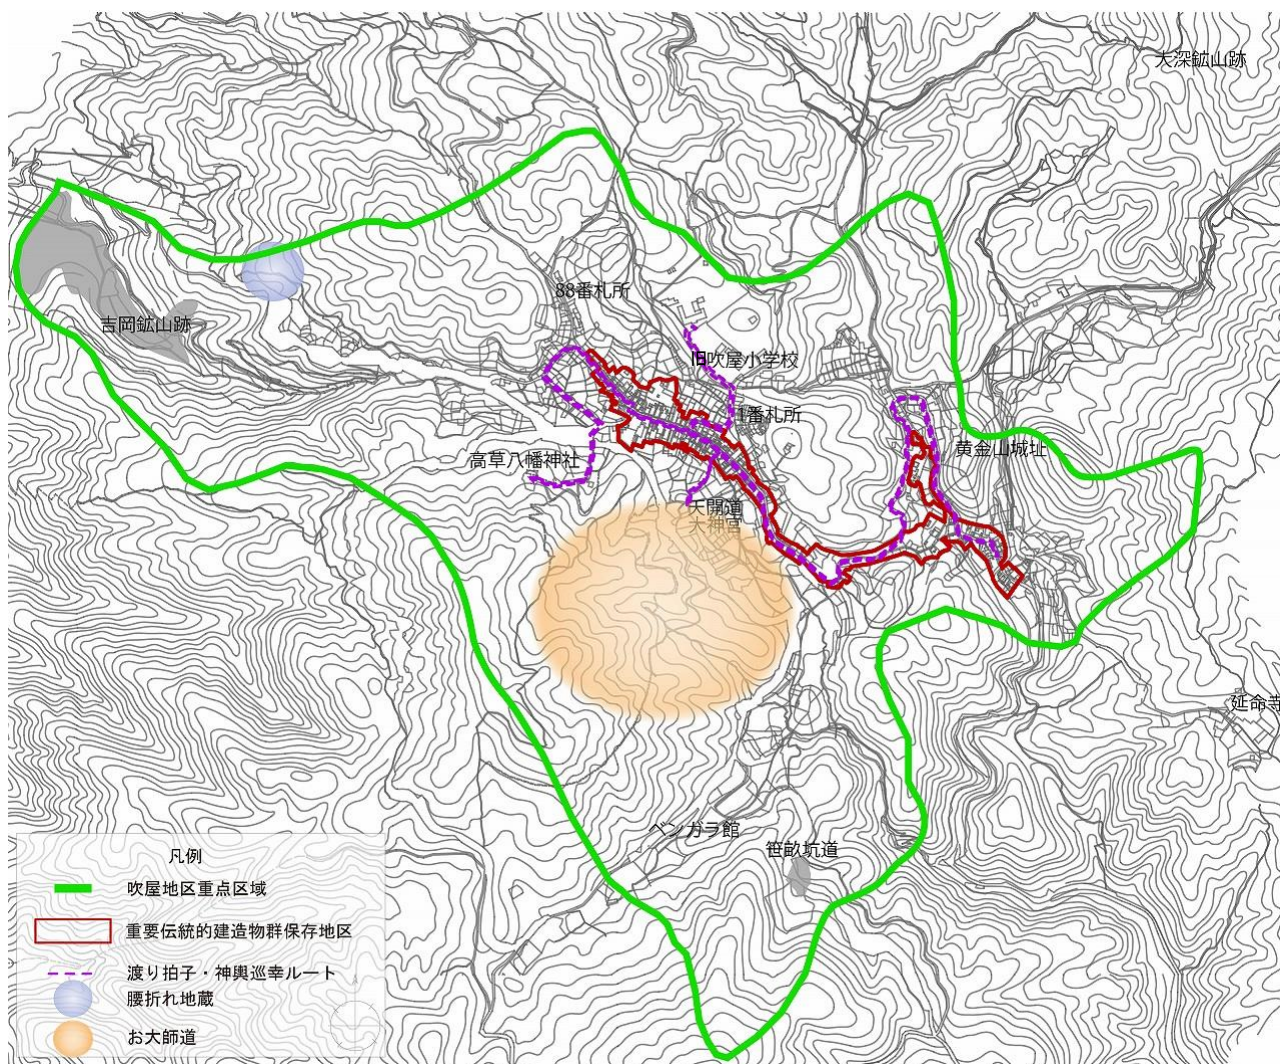 大深鉱山跡
88番札所
吉岡鉱山跡
旧吹屋小学校
1番札所
高草八幡神社
黄金山城址
天開道
大神宮
延命寺
ベンガラ館
笹畝坑道
凡例
吹屋地区重点区域
重要伝統的建造物群保存地区
渡り拍子・神輿巡幸ルート
腰折れ地蔵
お大師道